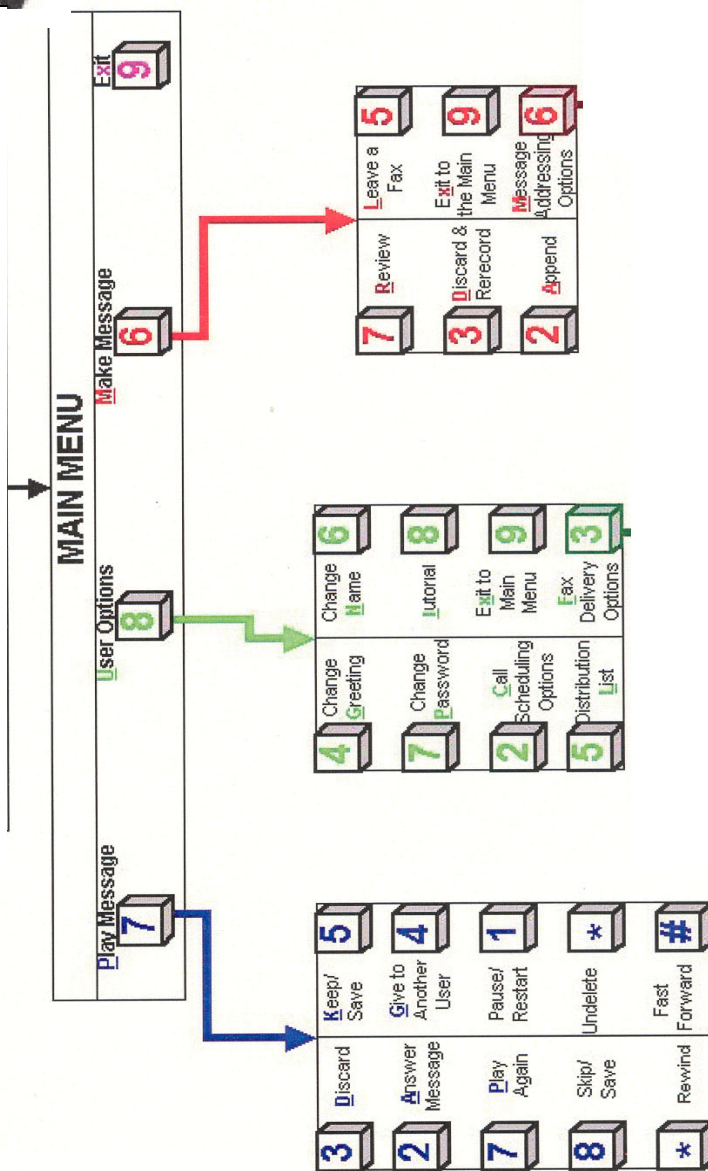 MAIN MENU
Play Message
7
User Options
8
Make Message
6
Exit
9
3
Discard
Keep/
Save
5
2
Answer
Message
Give to
Another
User
4
7
Play
Again
Pause/
Restart
1
8
Skip/
Save
Undelete
*
*
Rewind
Fast
Forward
#
4
Change
Greeting
Change
Name
6
7
Change
Password
Tutorial
8
2
Call
Scheduling
Options
Exit to
Main
Menu
9
5
Distribution
List
Fax
Delivery
Options
3
7
Review
Leave a
Fax
5
3
Discard &
Rerecord
Exit to
the Main
Menu
9
2
Append
Message
Addressing
Options
6